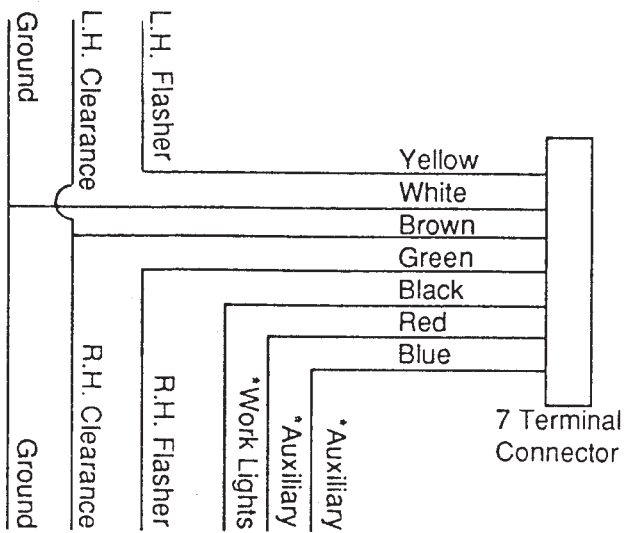 Ground
L.H. Clearance
L.H. Flasher
Yellow
White
Brown
Green
Black
Red
Blue
7 Terminal
Connector
Ground
R.H. Clearance
R.H. Flasher
*Work Lights
*Auxiliary
*Auxiliary